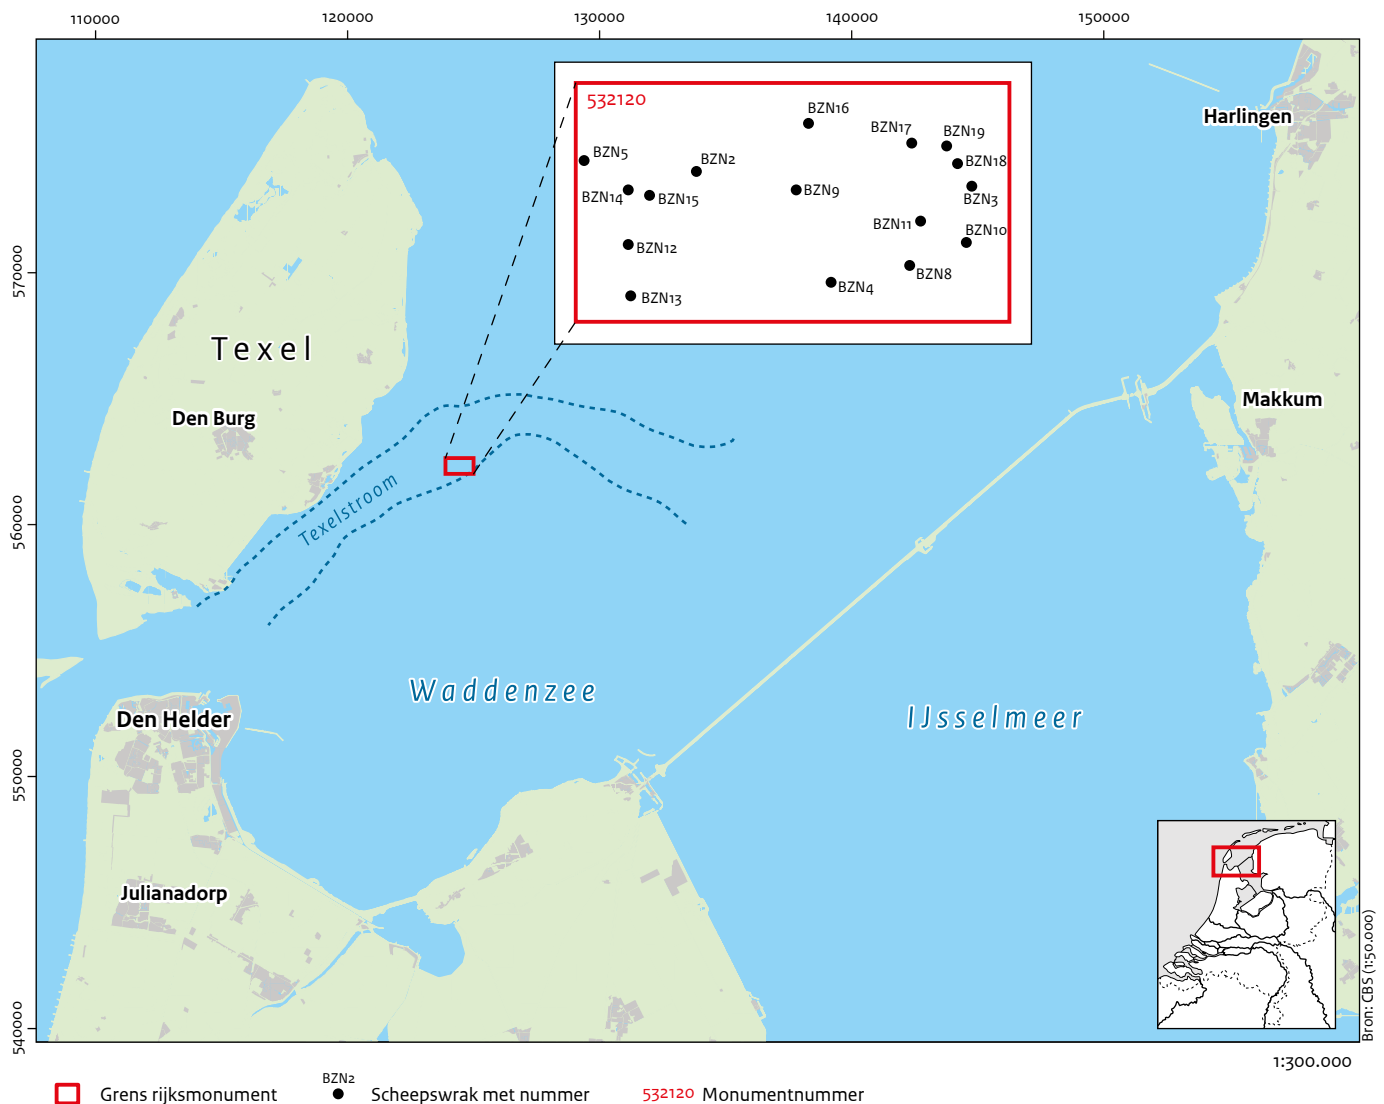 110000
120000
130000
140000
150000
532120
BZN16
BZN17
BZN19
BZN5
BZN2
BZN18
BZN14
BZN15
BZN9
BZN3
BZN11
BZN10
BZN12
BZN8
BZN4
BZN13
Harlingen
570000
Texel
Den Burg
Makkum
Texelstroom
560000
Waddenzee
IJsselmeer
Den Helder
550000
Julianadorp
540000
Bron: CBS (1:50.000)
1:300.000
Grens rijksmonument
BZN2
Scheepswrak met nummer
532120 Monumentnummer